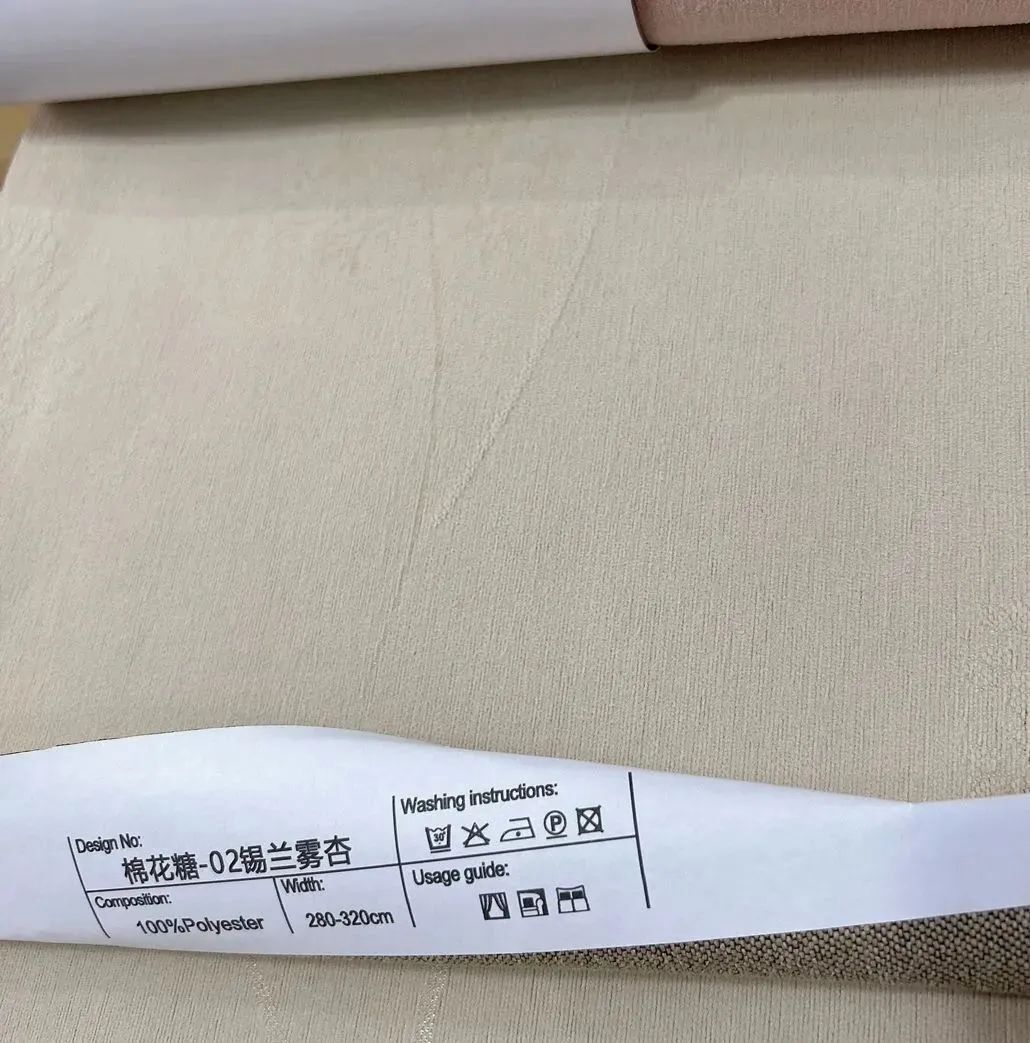 Design No:
棉花糖-02锡兰雾杏
Composition:
100%Polyester
Width:
280-320cm
Washing instructions:
30°
P
Usage guide: